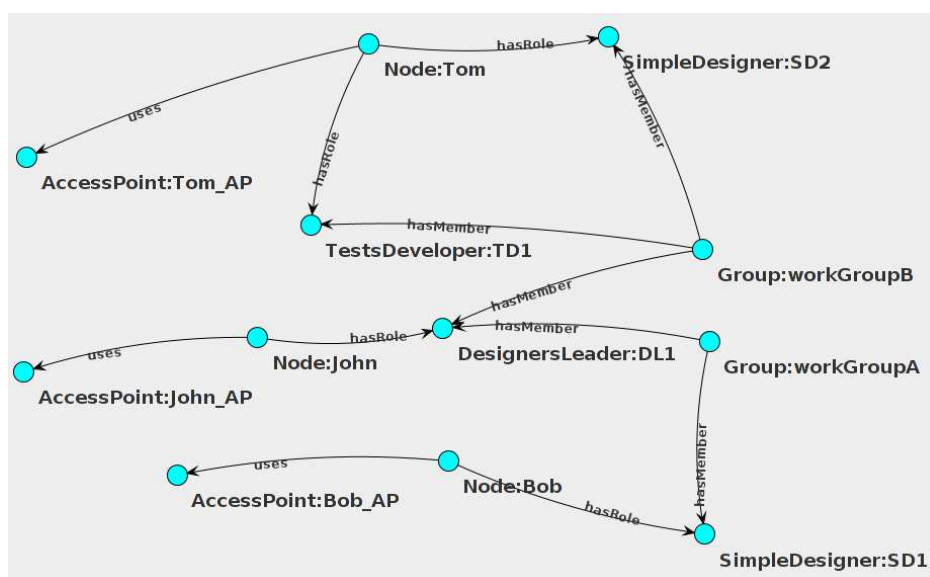 hasRole
Node:Tom
SimpleDesigner:SD2
hasMember
uses
hasRole
AccessPoint:Tom_AP
hasMember
TestsDeveloper:TD1
Group:workGroupB
hasMember
hasRole
hasMember
uses
Node:John
DesignersLeader:DL1
Group:workGroupA
AccessPoint:John_AP
hasMember
uses
Node:Bob
AccessPoint:Bob_AP
hasRole
SimpleDesigner:SD1